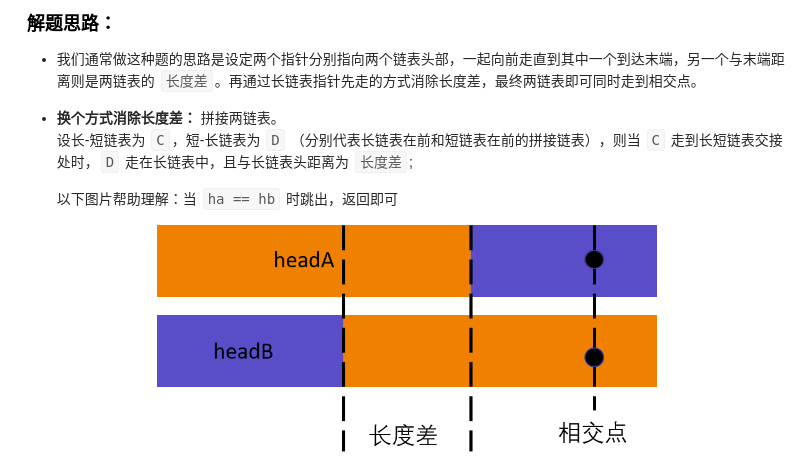 解题思路：
我们通常做这种题的思路是设定两个指针分别指向两个链表头部，一起向前走直到其中一个到达末端，另一个与末端距
离则是两链表的 长度差 。再通过长链表指针先走的方式消除长度差，最终两链表即可同时走到相交点。
换个方式消除长度差： 拼接两链表。
设长-短链表为 C ，短-长链表为 D （分别代表长链表在前和短链表在前的拼接链表），则当 C 走到长短链表交接
处时， D 走在长链表中，且与长链表头距离为 长度差 ;
以下图片帮助理解：当 ha == hb 时跳出，返回即可
headA
headB
长度差
相交点